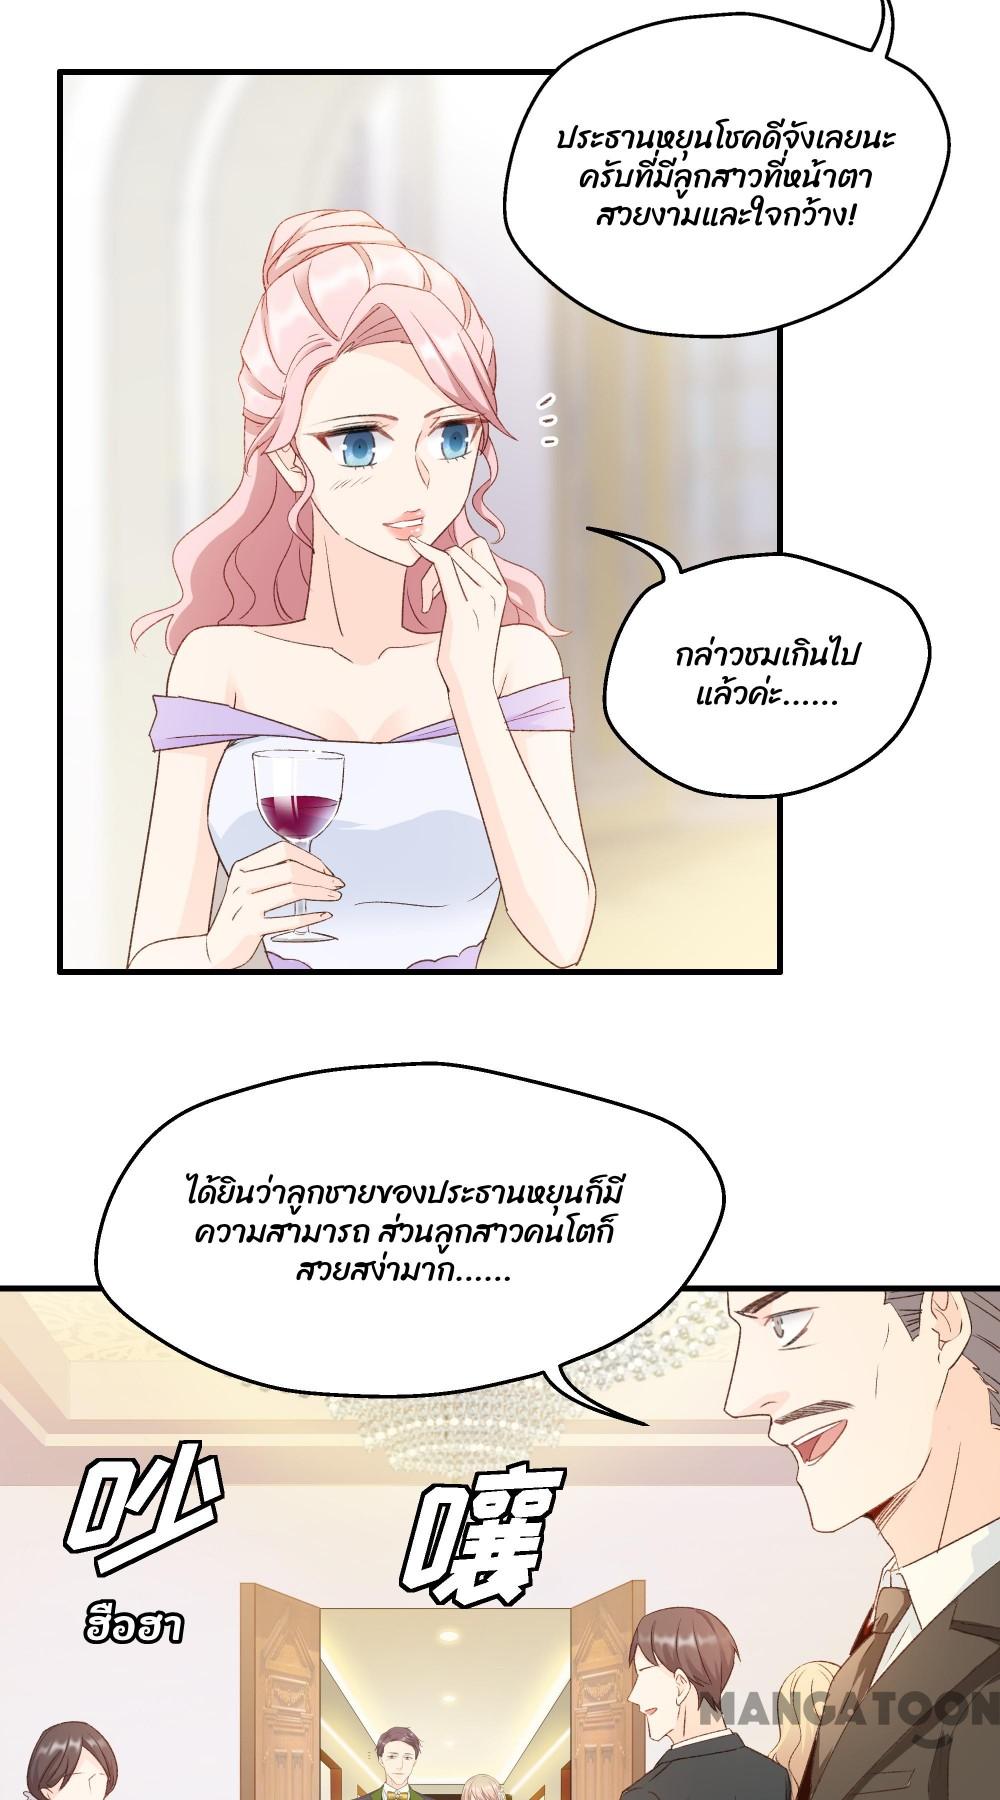 ประธานหยุนโชคดีจังเลยนะ
ครับที่มีลูกสาวที่หน้าตา
สวยงามและใจกว้าง!
กล่าวชมเกินไป
แล้วค่ะ......
ได้ยินว่าลูกชายของประธานหยุนก็มี
ความสามารถ ส่วนลูกสาวคนโตก็
สวยสง่ามาก......
吵
嚷
ฮือฮา
MANGATOON